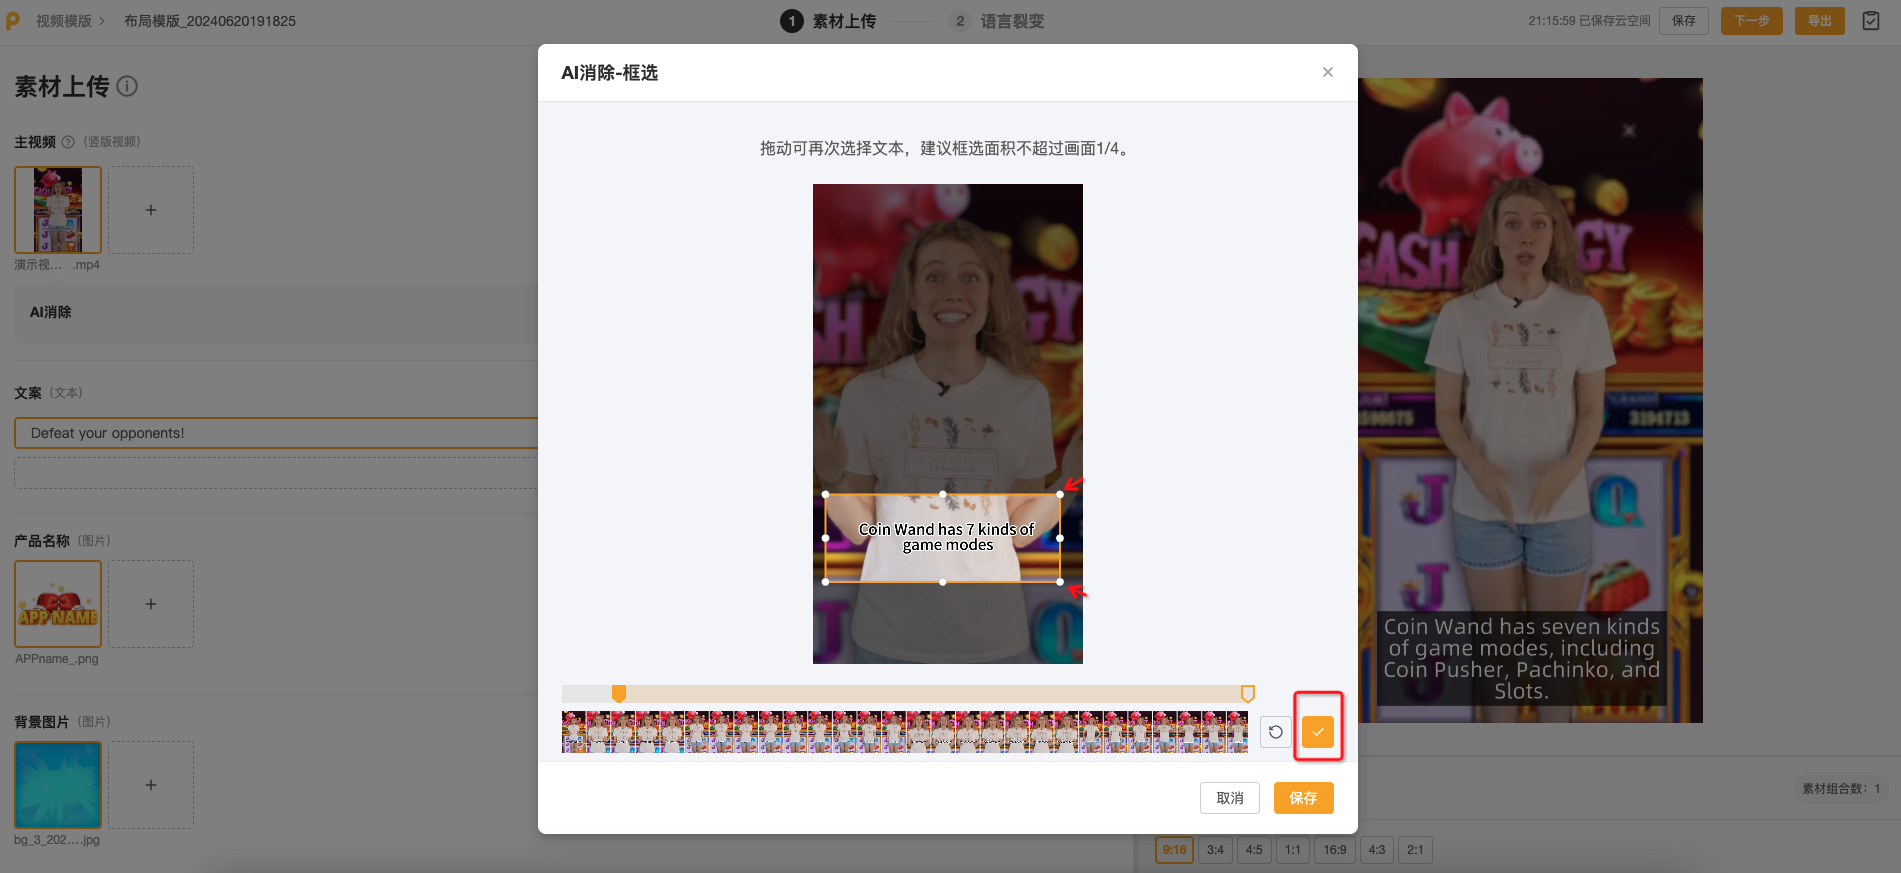 视频模版
布局模版_20240620191825
1 素材上传
2 语言裂变
21:15:59 已保存云空间
保存
下一步
导出
素材上传
主视频 (竖版视频)
演示视... .mp4
AI消除
文案 (文本)
Defeat your opponents!
产品名称 (图片)
APP NAME
APPname_.png
背景图片 (图片)
bg_3_202....jpg
AI消除-框选
拖动可再次选择文本，建议框选面积不超过画面1/4。
Coin Wand has 7 kinds of
game modes
取消
保存
CASH
GY
3194713
Coin Wand has seven kinds
of game modes, including
Coin Pusher, Pachinko, and
Slots.
素材组合数：1
9:16
3:4
4:5
1:1
16:9
4:3
2:1